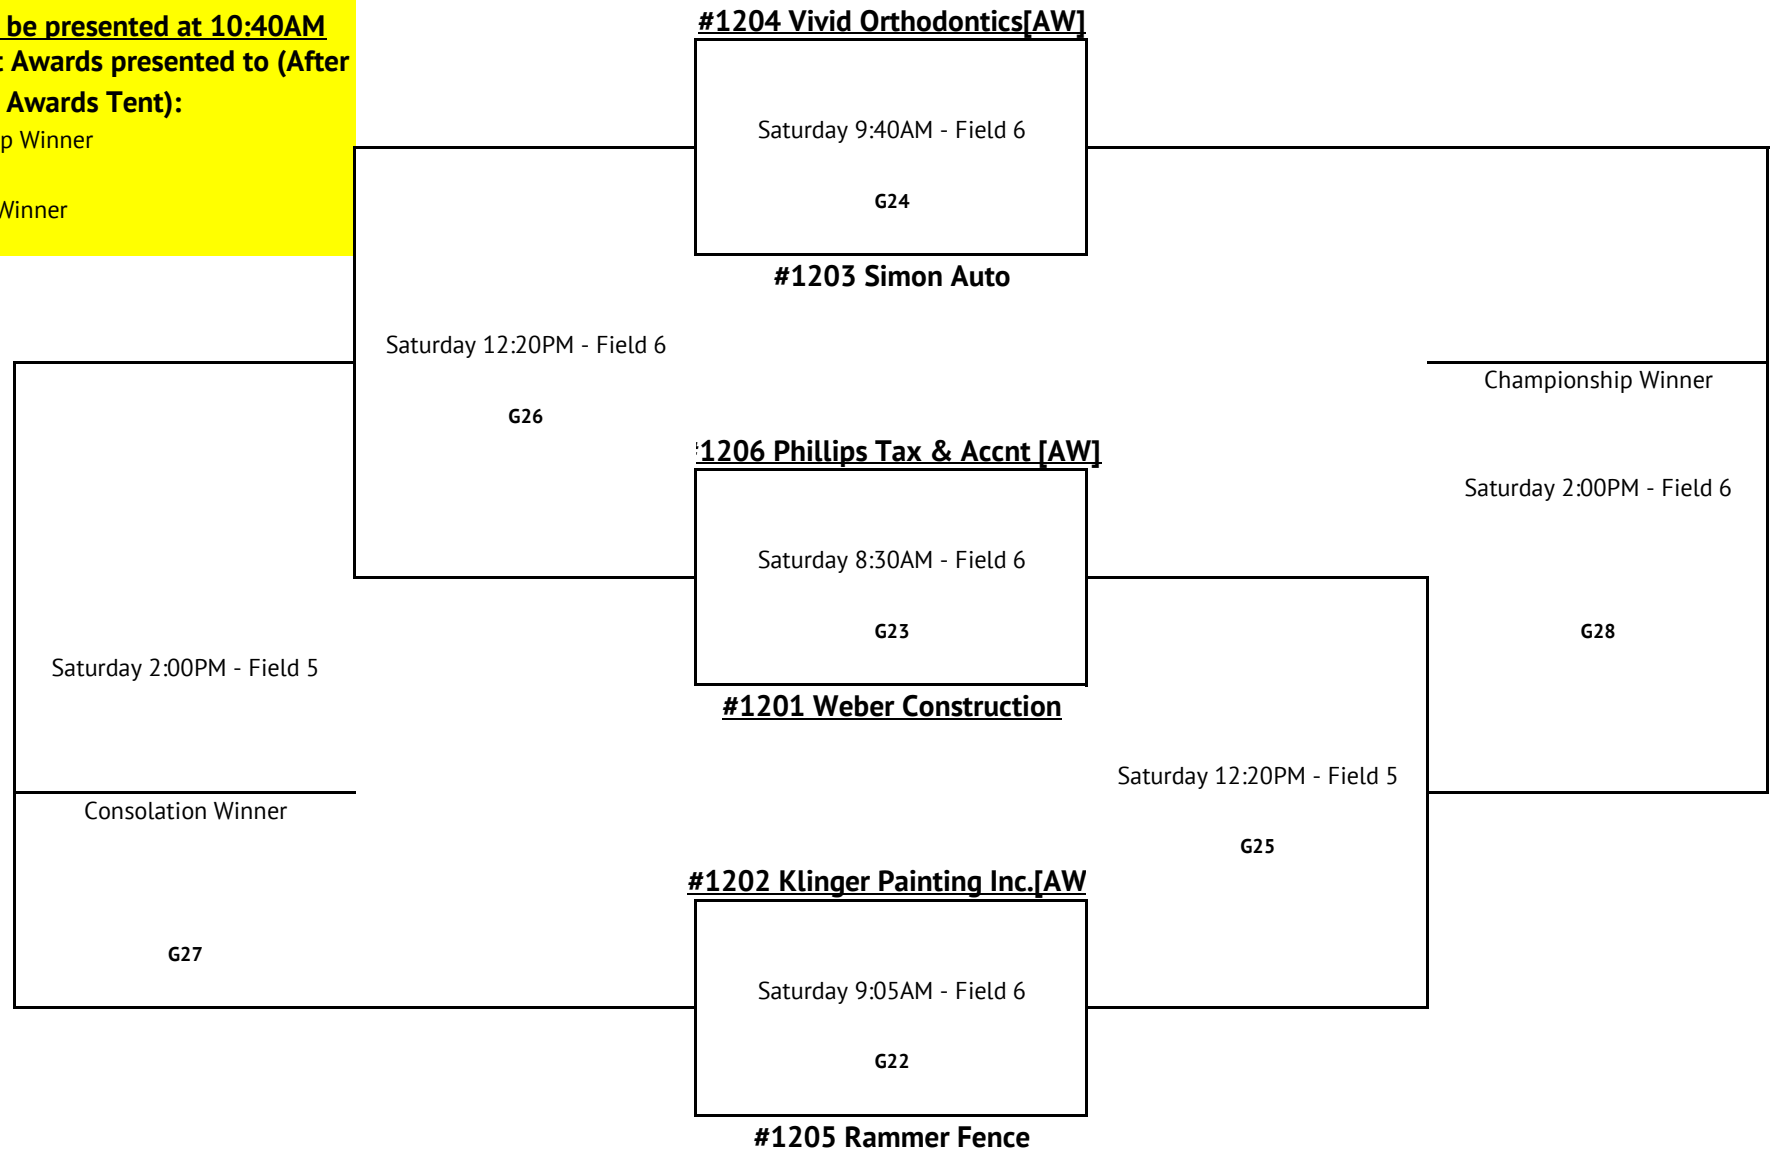 be presented at 10:40AM
Awards presented to (After
Awards Tent):
p Winner
Winner
#1204 Vivid Orthodontics[AW]
Saturday 9:40AM - Field 6
G24
#1203 Simon Auto
Saturday 12:20PM - Field 6
G26
Championship Winner
1206 Phillips Tax & Accnt [AW]
Saturday 2:00PM - Field 6
Saturday 8:30AM - Field 6
G23
G28
Saturday 2:00PM - Field 5
#1201 Weber Construction
Saturday 12:20PM - Field 5
Consolation Winner
G25
#1202 Klinger Painting Inc.[AW
G27
Saturday 9:05AM - Field 6
G22
#1205 Rammer Fence